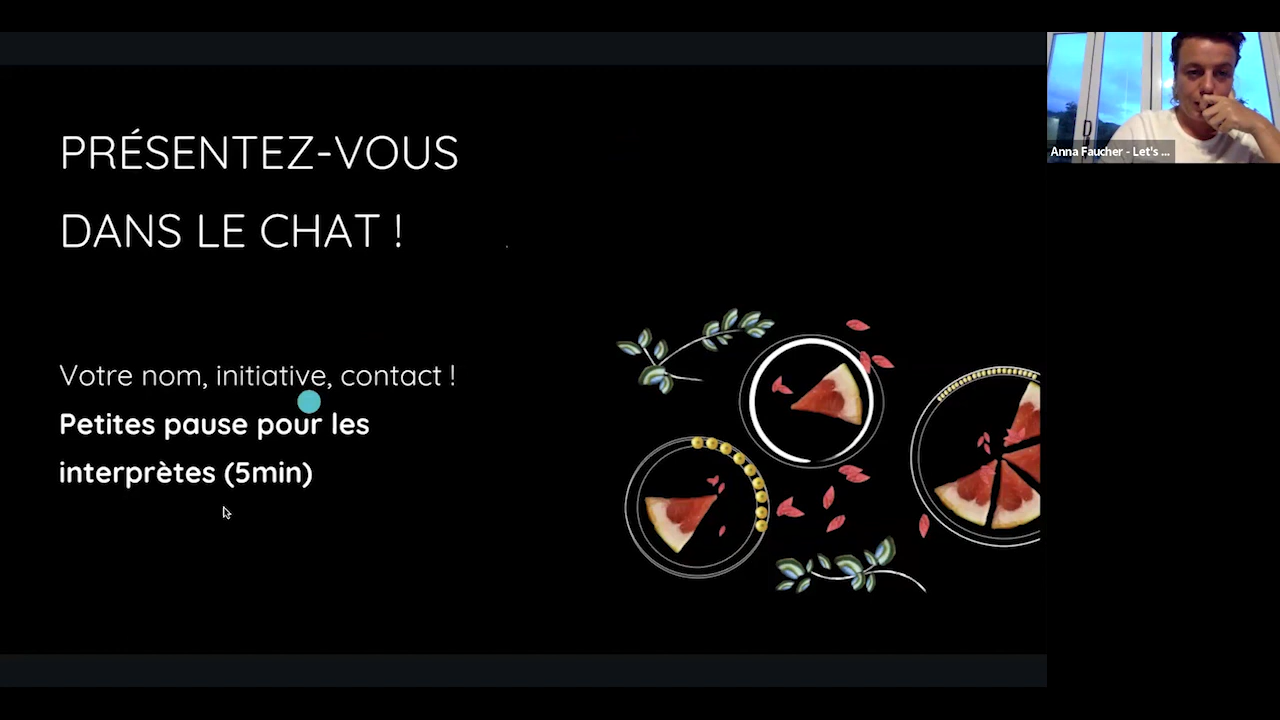 PRÉSENTEZ-VOUS
DANS LE CHAT !
Votre nom, initiative, contact !
Petites pause pour les
interprètes (5min)
Anna Faucher - Let's ...